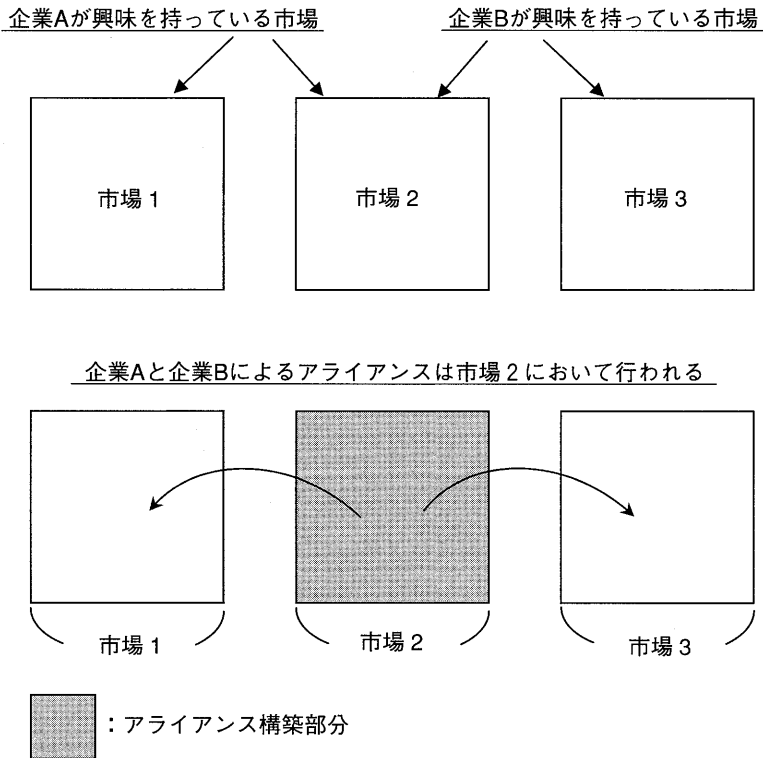 企業Aが興味を持っている市場
企業Bが興味を持っている市場
市場1
市場2
市場3
企業Aと企業Bによるアライアンスは市場2において行われる
市場1
市場2
市場3
：アライアンス構築部分